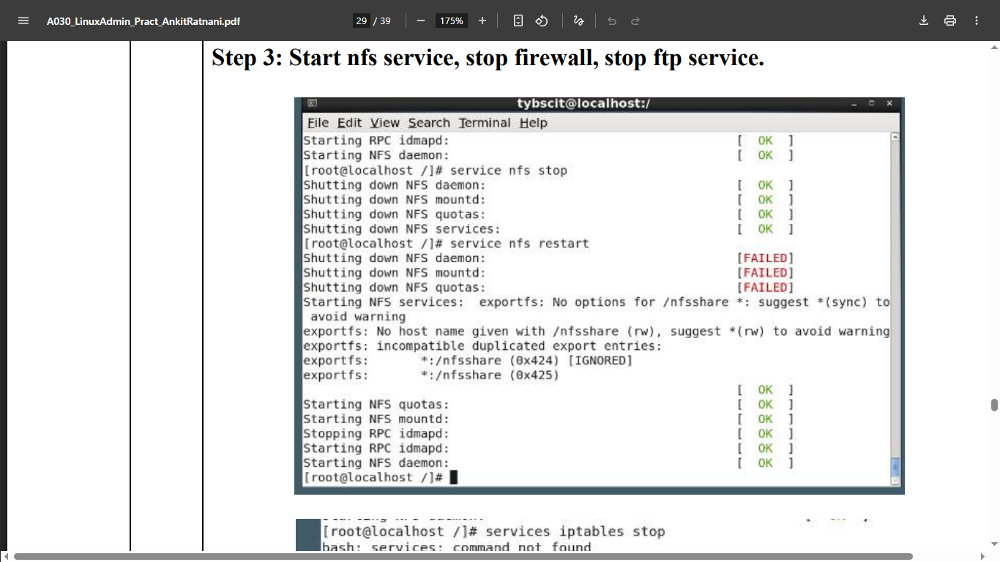 A030_LinuxAdmin_Pract_AnkitRatnani.pdf
29 / 39
175%
Step 3: Start nfs service, stop firewall, stop ftp service.
tybscit@localhost:/
File Edit View Search Terminal Help
Starting RPC idmapd: [ OK ]
Starting NFS daemon: [ OK ]
[root@localhost /]# service nfs stop
Shutting down NFS daemon: [ OK ]
Shutting down NFS mountd: [ OK ]
Shutting down NFS quotas: [ OK ]
Shutting down NFS services: [ OK ]
[root@localhost /]# service nfs restart
Shutting down NFS daemon: [FAILED]
Shutting down NFS mountd: [FAILED]
Shutting down NFS quotas: [FAILED]
Starting NFS services: exportfs: No options for /nfsshare *: suggest *(sync) to
avoid warning
exportfs: No host name given with /nfsshare (rw), suggest *(rw) to avoid warning
exportfs: incompatible duplicated export entries:
exportfs: *:/nfsshare (0x424) [IGNORED]
exportfs: *:/nfsshare (0x425)
[ OK ]
Starting NFS quotas: [ OK ]
Starting NFS mountd: [ OK ]
Stopping RPC idmapd: [ OK ]
Starting RPC idmapd: [ OK ]
Starting NFS daemon: [ OK ]
[root@localhost /]#
[root@localhost /]# services iptables stop
bash: services: command not found